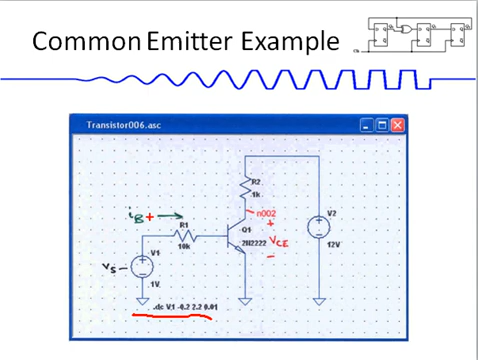 Common Emitter Example
Clk
Transistor006.asc
R2
1k
n002
iB +
+
R1
Q1
VCE
10k
2N2222
V2
V1
VS
12V
1V
.dc V1 -0.2 2.2 0.01